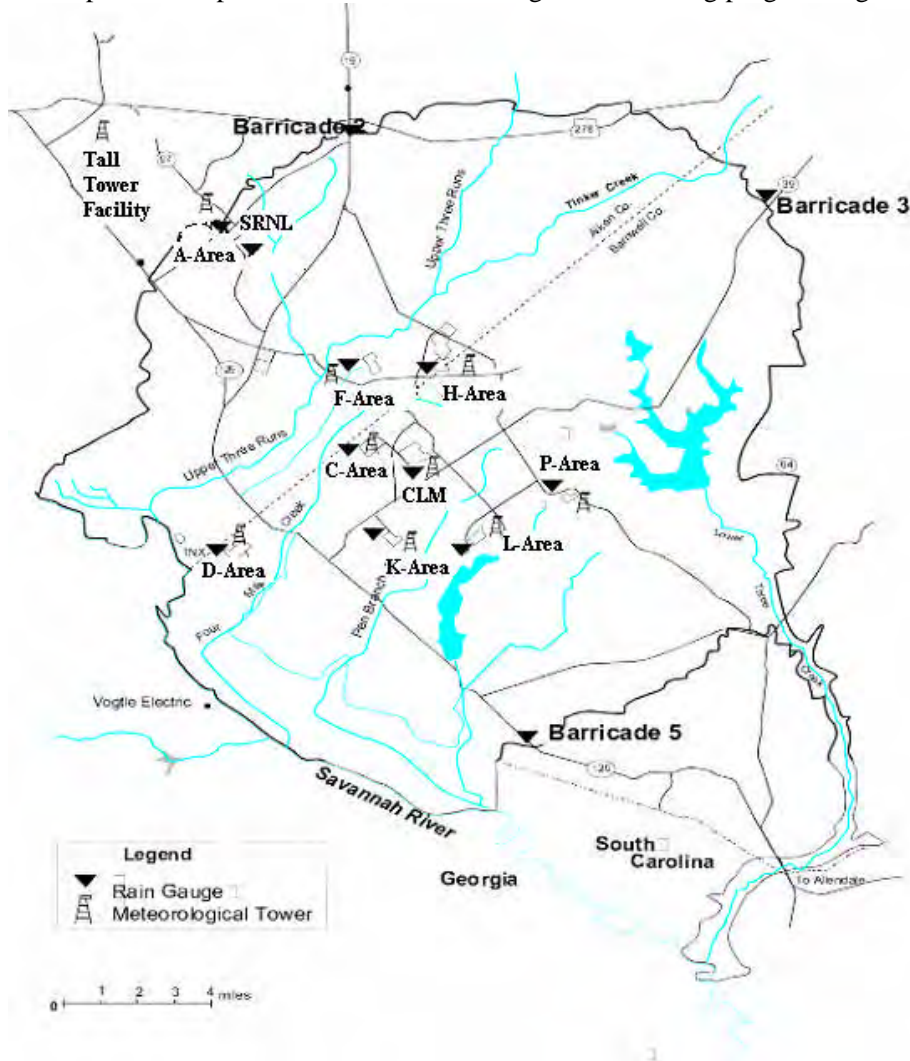 19
Barricade 2
278
Tall
Tower
Facility
SRNL
A-Area
Upper Three Runs
Tinker Creek
Aiken Co.
Barnwell Co.
39
Barricade 3
F-Area
H-Area
Upper Three Runs
C-Area
CLM
P-Area
64
TNX
D-Area
K-Area
L-Area
Four
Mile
Creek
Pen Branch
Lower
Three
Creek
Vogtle Electric
Barricade 5
125
Savannah River
South
Carolina
Georgia
To Allendale
Legend
Rain Gauge
Meteorological Tower
0 1 2 3 4 miles